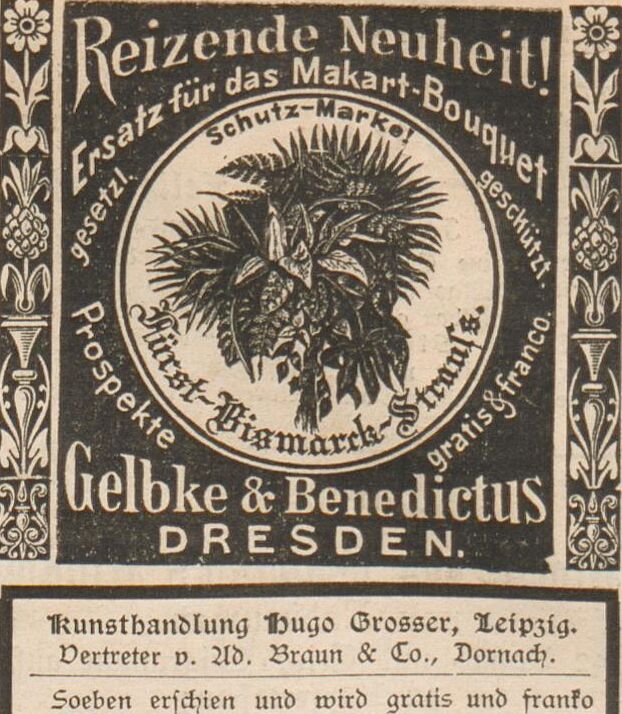 Reizende Neuheit!
Ersatz für das Makart-Bouquet
gesetzl. geschützt.
Schutz-Marke!
Fürst-Bismarck-Strauſs.
Prospekte gratis & franco.
Gelbke & Benedictus
DRESDEN.
Kunsthandlung Hugo Grosser, Leipzig.
Vertreter v. Ad. Braun & Co., Dornach.
Soeben erſchien und wird gratis und franko